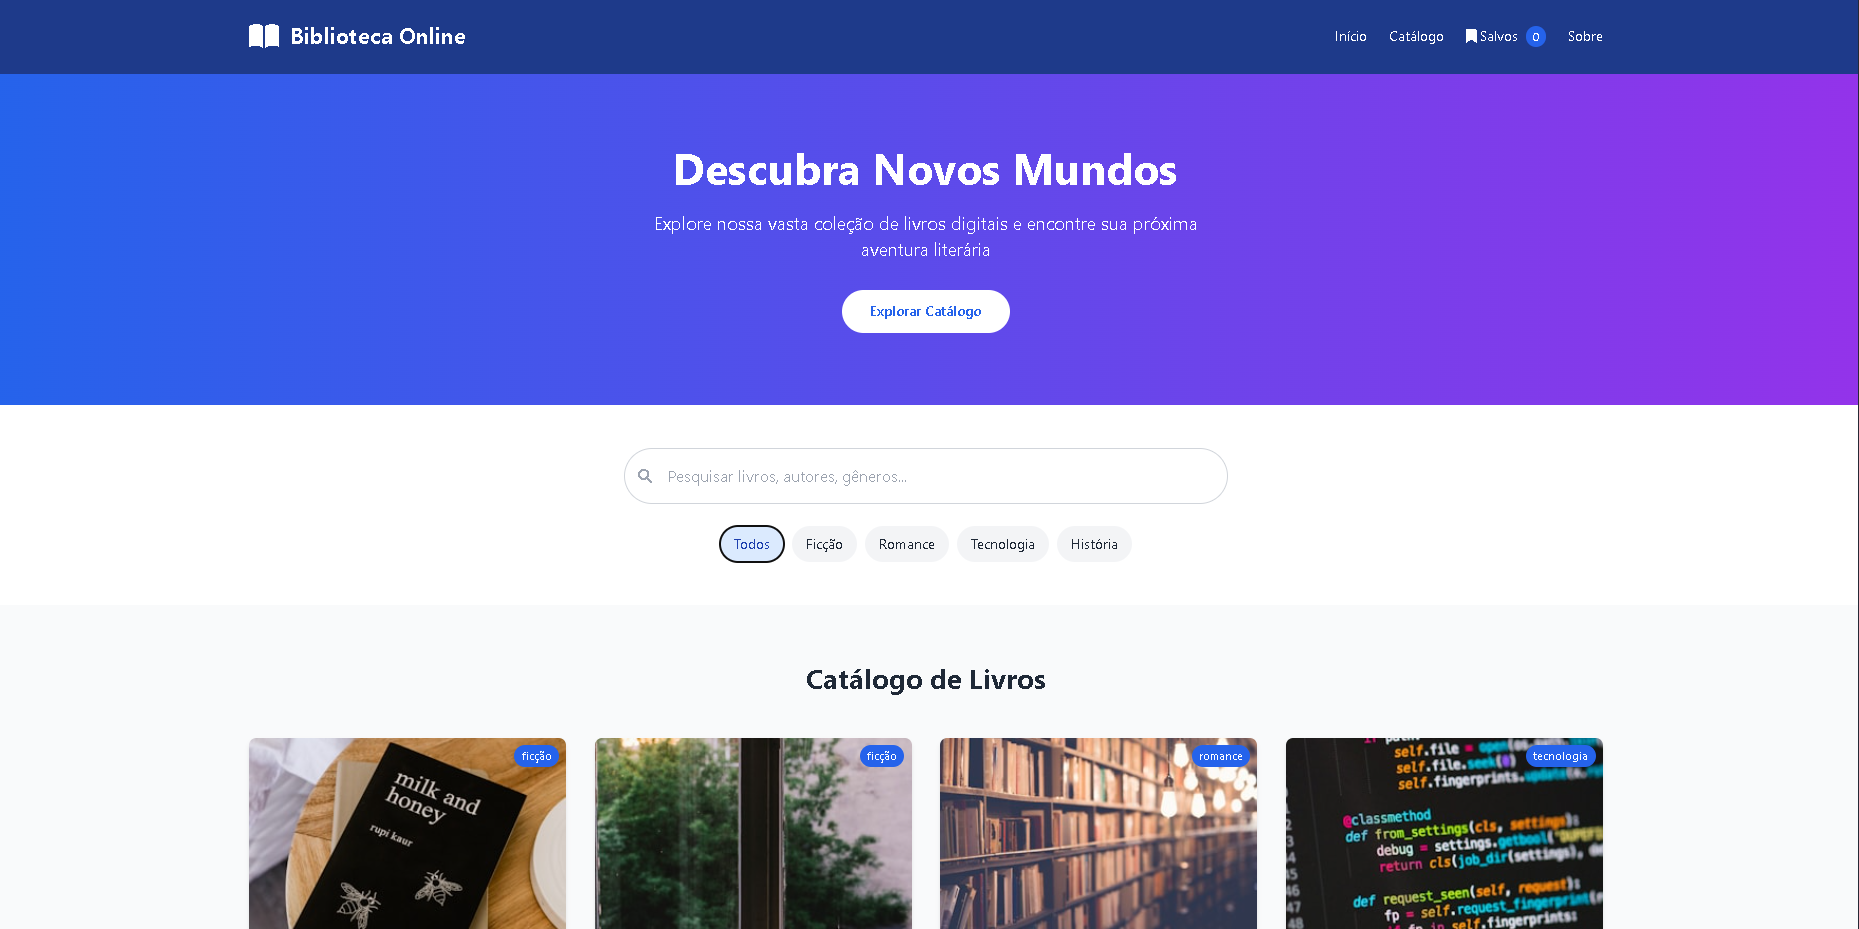 Biblioteca Online
Início
Catálogo
Salvos 0
Sobre
Descubra Novos Mundos
Explore nossa vasta coleção de livros digitais e encontre sua próxima
aventura literária
Explorar Catálogo
Pesquisar livros, autores, gêneros...
Todos
Ficção
Romance
Tecnologia
História
Catálogo de Livros
ficção
milk and
honey
rupi kaur
ficção
romance
tecnologia
self.file = open(
self.file.seek(0)
self.fingerprints.update(
@classmethod
def from_settings(cls, settings):
debug = settings.getbool(
return cls(job_dir(settings),
def request_seen(self, request):
fp = self.request_fingerprint(
if fp in self.fingerprints: